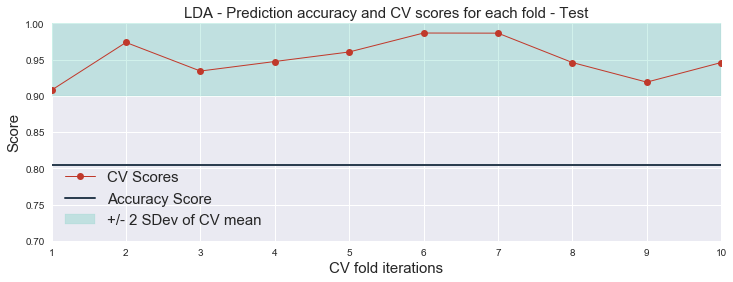 LDA - Prediction accuracy and CV scores for each fold - Test
1.00
0.95
0.90
0.85
0.80
0.75
0.70
Score
CV Scores
Accuracy Score
+/- 2 SDev of CV mean
1 2 3 4 5 6 7 8 9 10
CV fold iterations